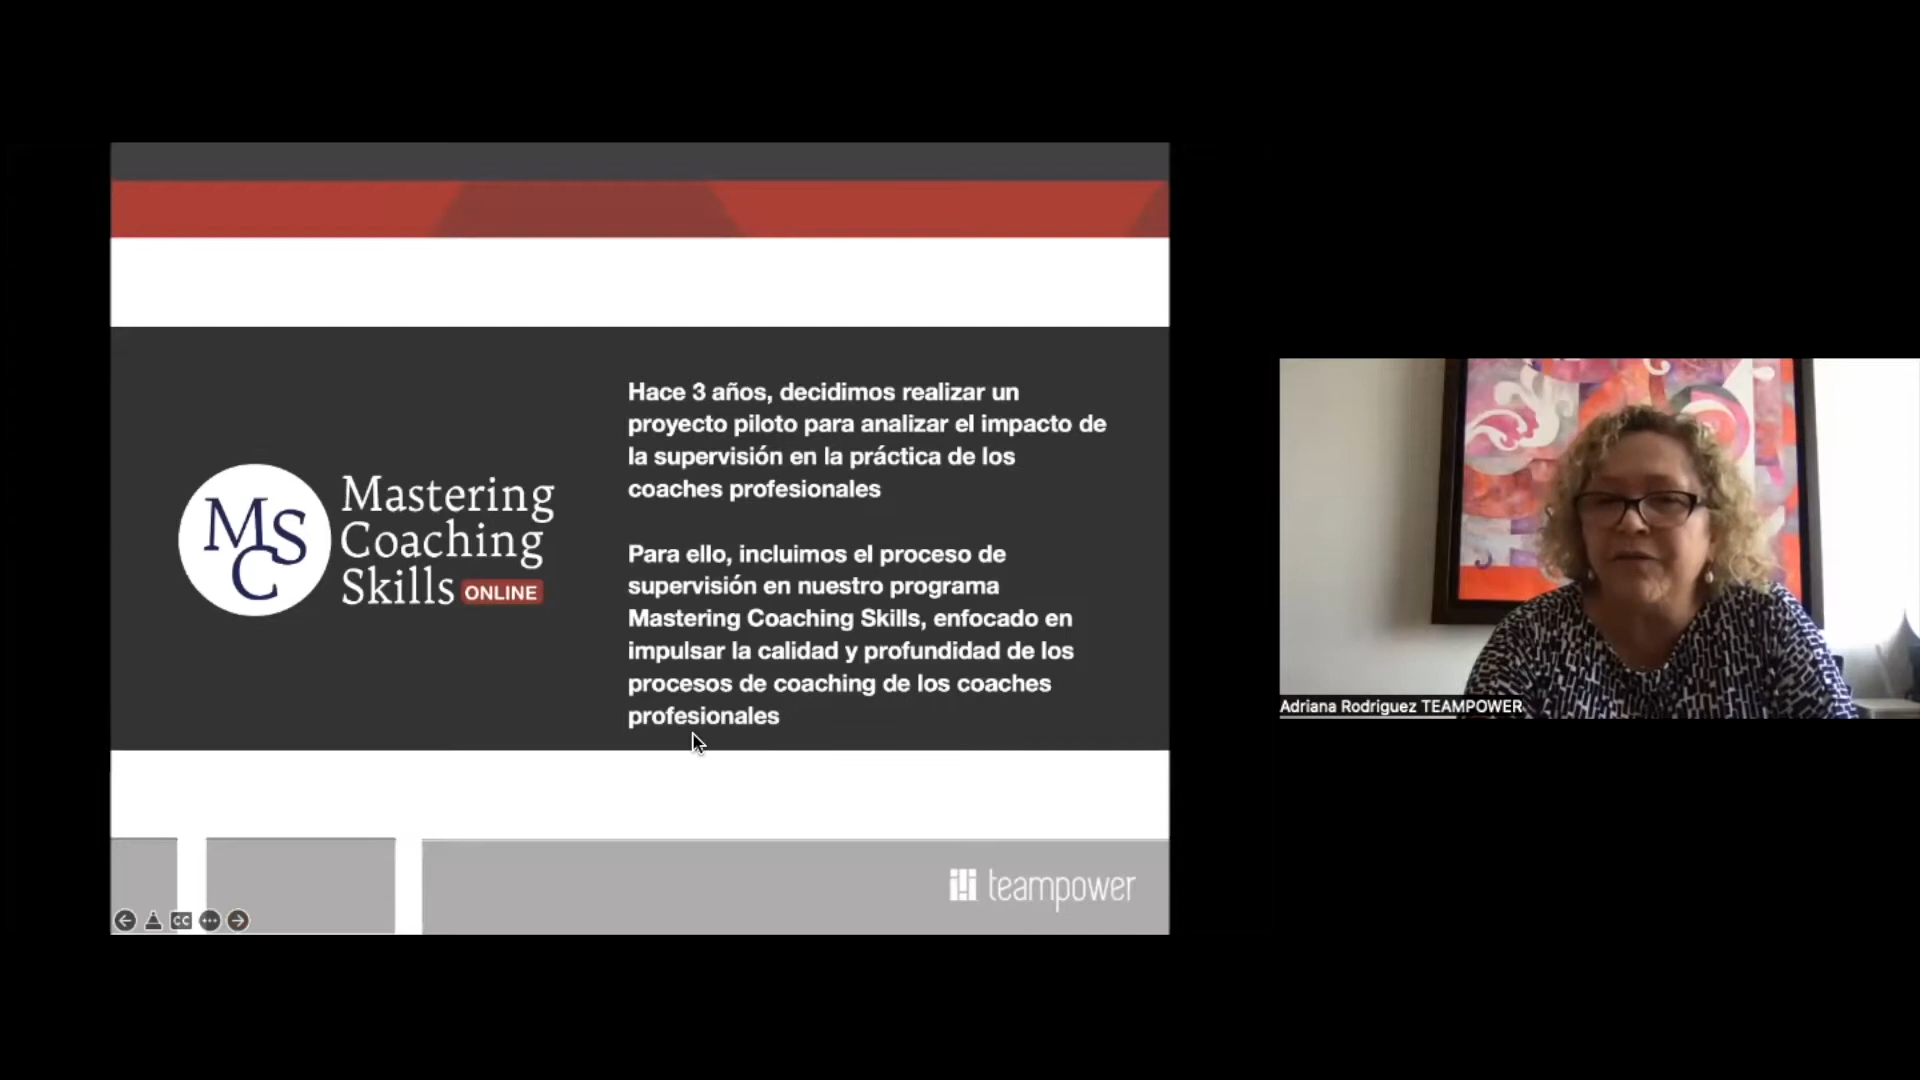 Hace 3 años, decidimos realizar un
proyecto piloto para analizar el impacto de
la supervisión en la práctica de los
coaches profesionales
MSC
Mastering
Coaching
Skills ONLINE
Para ello, incluimos el proceso de
supervisión en nuestro programa
Mastering Coaching Skills, enfocado en
impulsar la calidad y profundidad de los
procesos de coaching de los coaches
profesionales
teampower
CC
Adriana Rodriguez TEAMPOWER